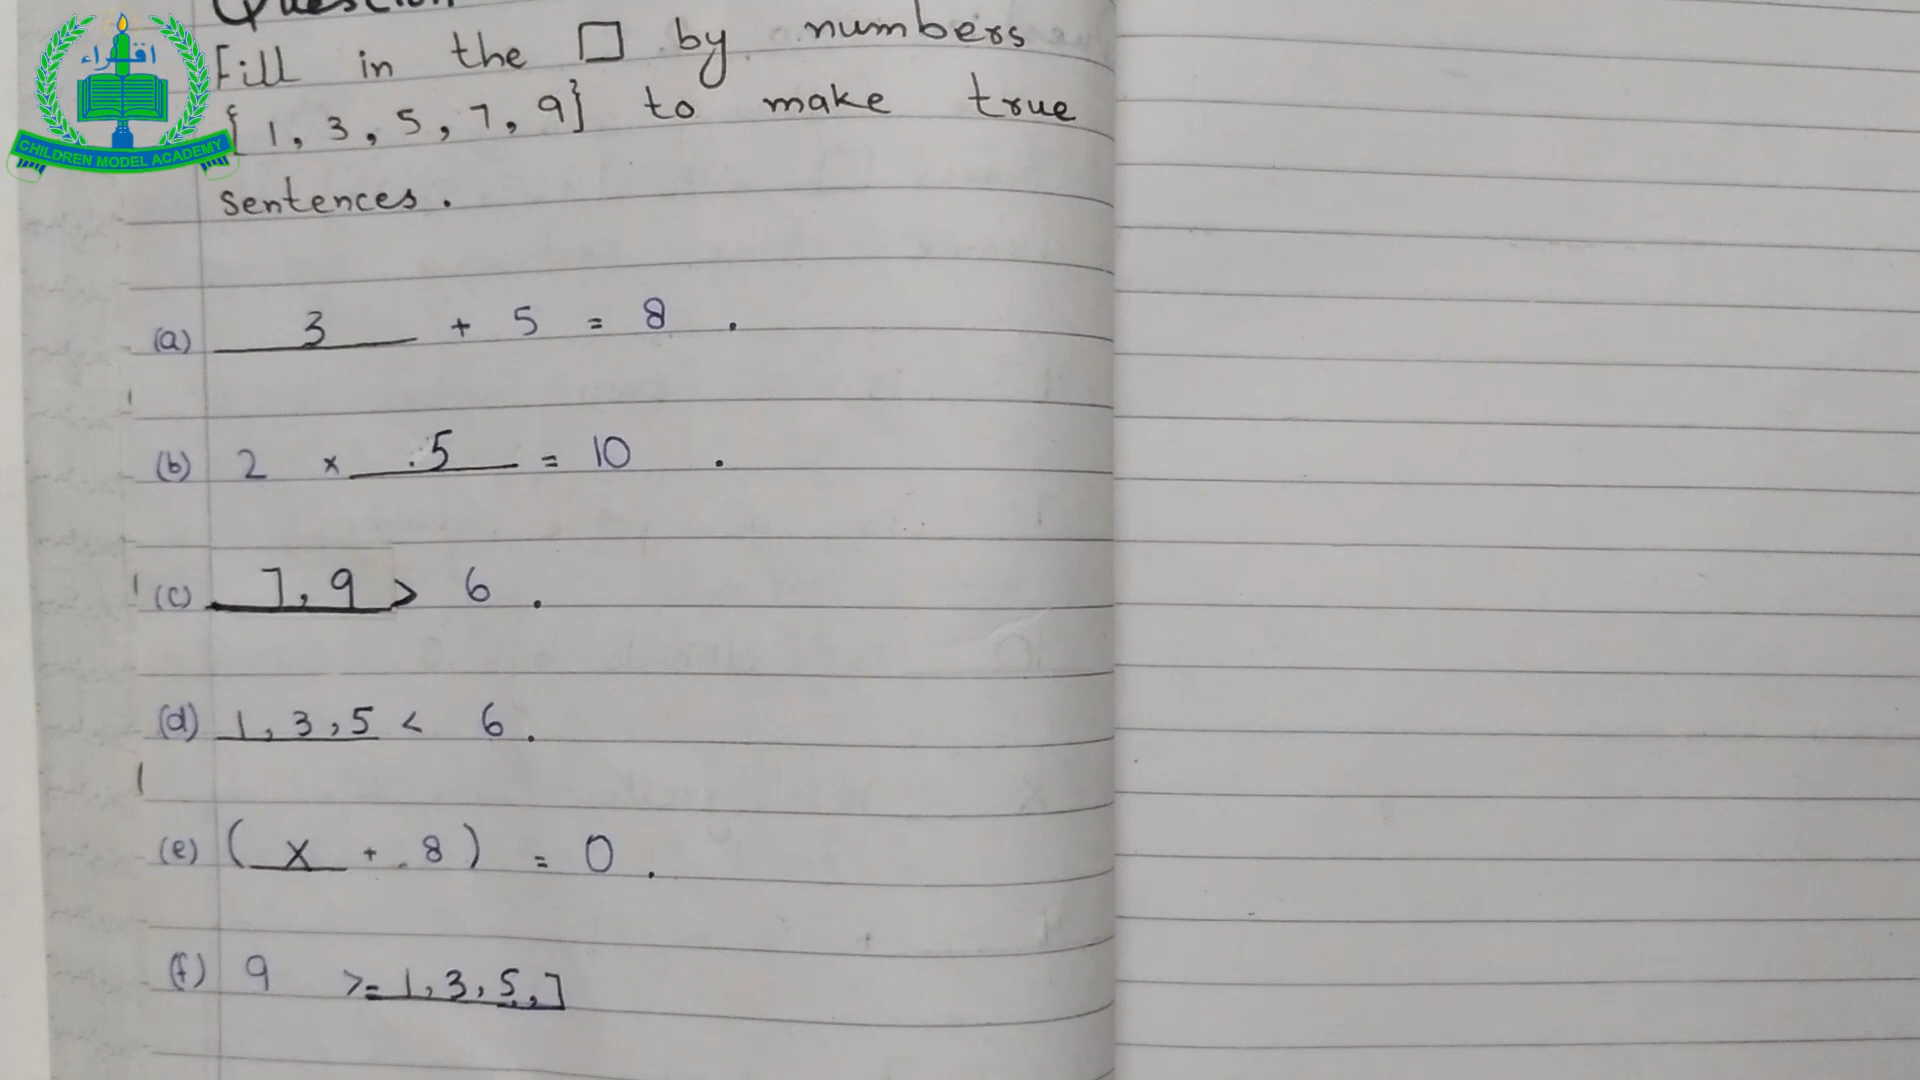 Question
Fill in the □ by numbers
{1, 3, 5, 7, 9} to make true
sentences.
(a) 3 + 5 = 8 .
(b) 2 × .5 = 10 .
(c) 7, 9 > 6 .
(d) 1, 3, 5 < 6 .
(e) ( x + . 8 ) = 0 .
(f) 9 >= 1, 3, 5, 7
اقراء
CHILDREN MODEL ACADEMY